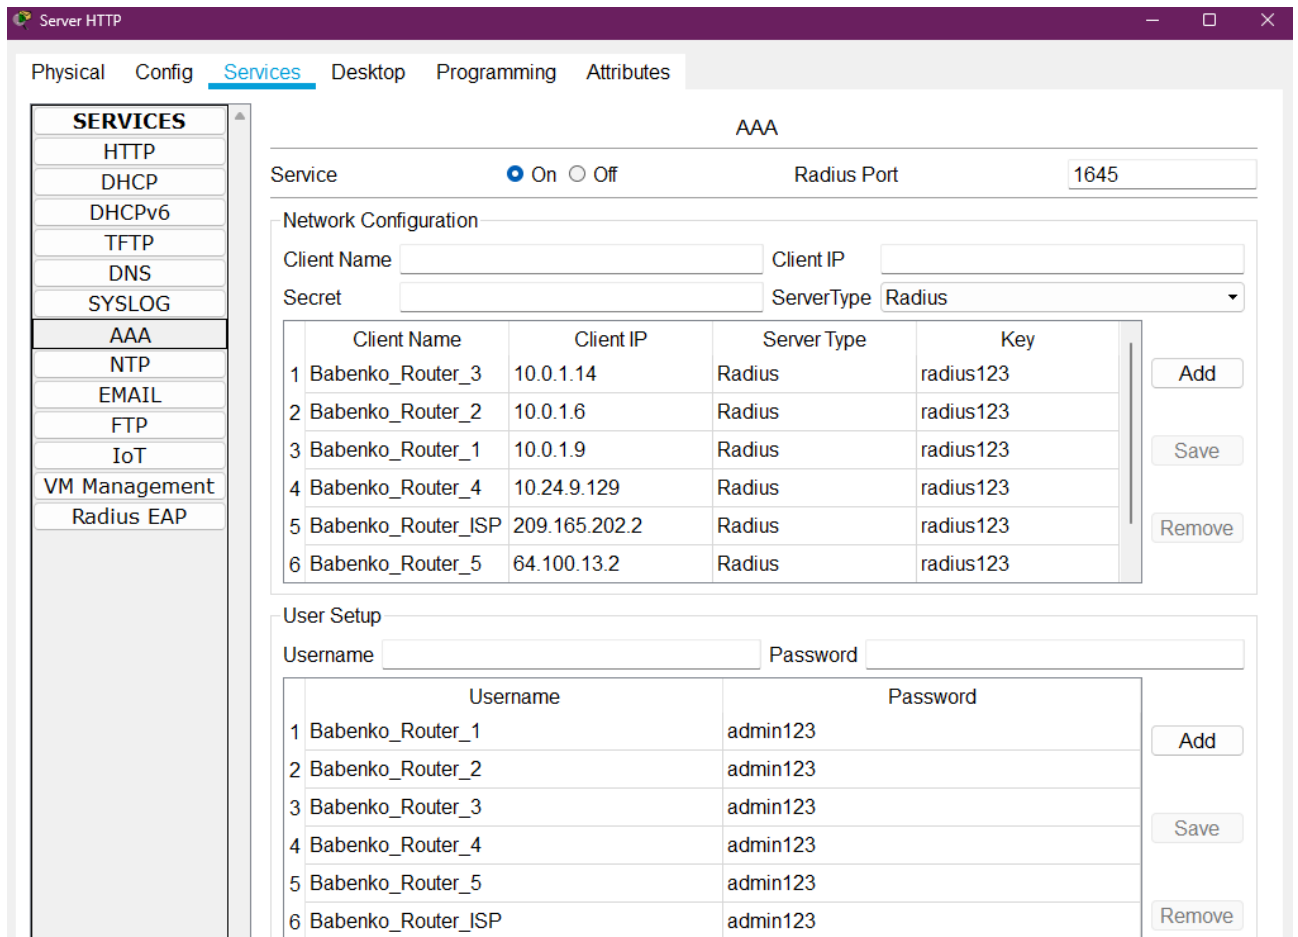 Server HTTP
Physical Config Services Desktop Programming Attributes
SERVICES
HTTP
DHCP
DHCPv6
TFTP
DNS
SYSLOG
AAA
NTP
EMAIL
FTP
IoT
VM Management
Radius EAP
AAA
Service On Off Radius Port 1645
Network Configuration
Client Name Client IP
Secret ServerType Radius
Client Name Client IP Server Type Key
1 Babenko_Router_3 10.0.1.14 Radius radius123
2 Babenko_Router_2 10.0.1.6 Radius radius123
3 Babenko_Router_1 10.0.1.9 Radius radius123
4 Babenko_Router_4 10.24.9.129 Radius radius123
5 Babenko_Router_ISP 209.165.202.2 Radius radius123
6 Babenko_Router_5 64.100.13.2 Radius radius123
Add
Save
Remove
User Setup
Username Password
Username Password
1 Babenko_Router_1 admin123
2 Babenko_Router_2 admin123
3 Babenko_Router_3 admin123
4 Babenko_Router_4 admin123
5 Babenko_Router_5 admin123
6 Babenko_Router_ISP admin123
Add
Save
Remove